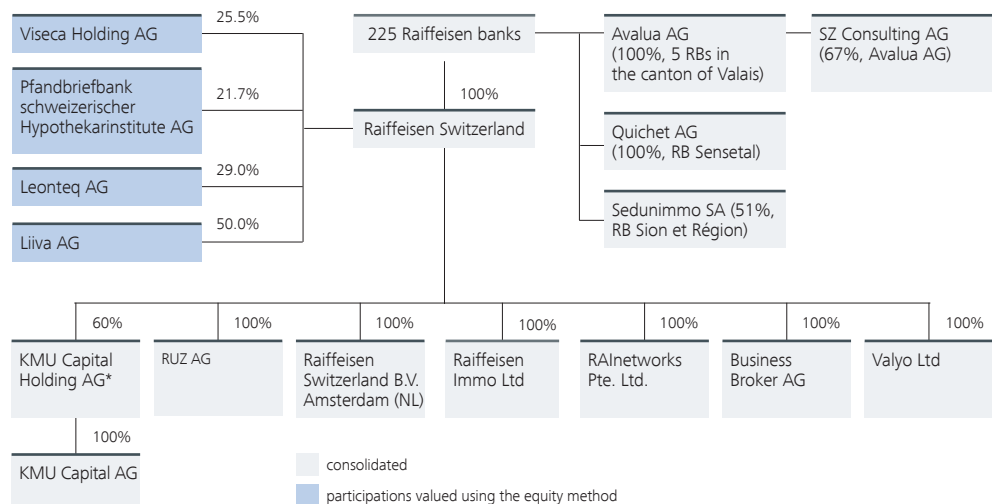 25.5%
Viseca Holding AG
225 Raiffeisen banks
Avalua AG
(100%, 5 RBs in
the canton of Valais)
SZ Consulting AG
(67%, Avalua AG)
Pfandbriefbank
schweizerischer
Hypothekarinstitute AG
21.7%
100%
Raiffeisen Switzerland
Quichet AG
(100%, RB Sensetal)
Leonteq AG
29.0%
Liiva AG
50.0%
Sedunimmo SA (51%,
RB Sion et Région)
60%
100%
100%
100%
100%
100%
100%
KMU Capital
Holding AG*
RUZ AG
Raiffeisen
Switzerland B.V.
Amsterdam (NL)
Raiffeisen
Immo Ltd
RAInetworks
Pte. Ltd.
Business
Broker AG
Valyo Ltd
100%
KMU Capital AG
consolidated
participations valued using the equity method